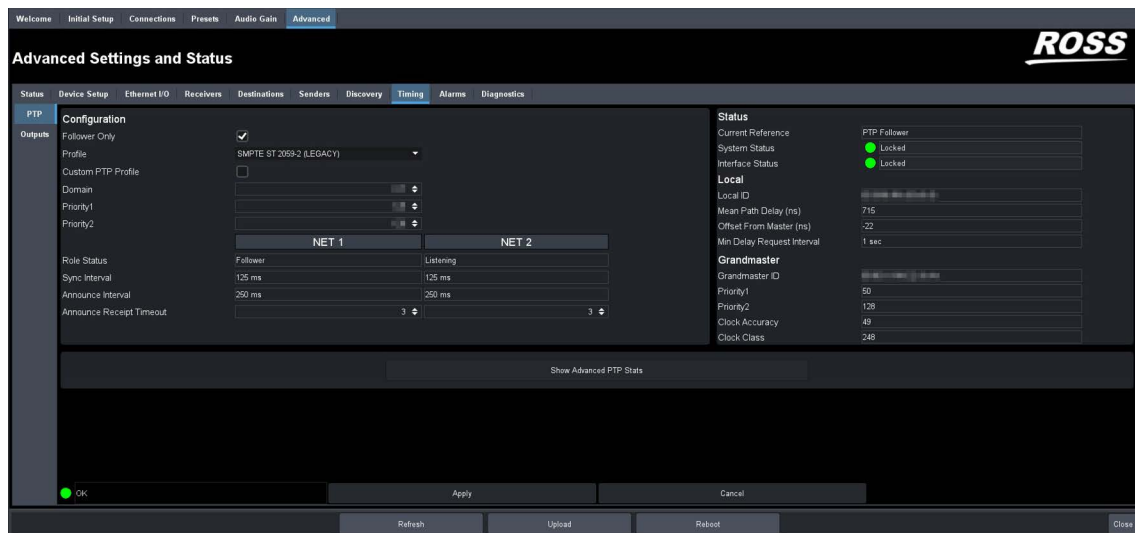 Welcome Initial Setup Connections Presets Audio Gain Advanced
ROSS
Advanced Settings and Status
Status Device Setup Ethernet I/O Receivers Destinations Senders Discovery Timing Alarms Diagnostics
PTP
Outputs
Configuration
Follower Only
Profile SMPTE ST 2059-2 (LEGACY)
Custom PTP Profile
Domain
Priority1
Priority2
NET 1 NET 2
Role Status Follower Listening
Sync Interval 125 ms 125 ms
Announce Interval 250 ms 250 ms
Announce Receipt Timeout 3 3
Status
Current Reference PTP Follower
System Status Locked
Interface Status Locked
Local
Local ID
Mean Path Delay (ns) 715
Offset From Master (ns) -22
Min Delay Request Interval 1 sec
Grandmaster
Grandmaster ID
Priority1 50
Priority2 128
Clock Accuracy 49
Clock Class 248
Show Advanced PTP Stats
OK Apply Cancel
Refresh Upload Reboot Close